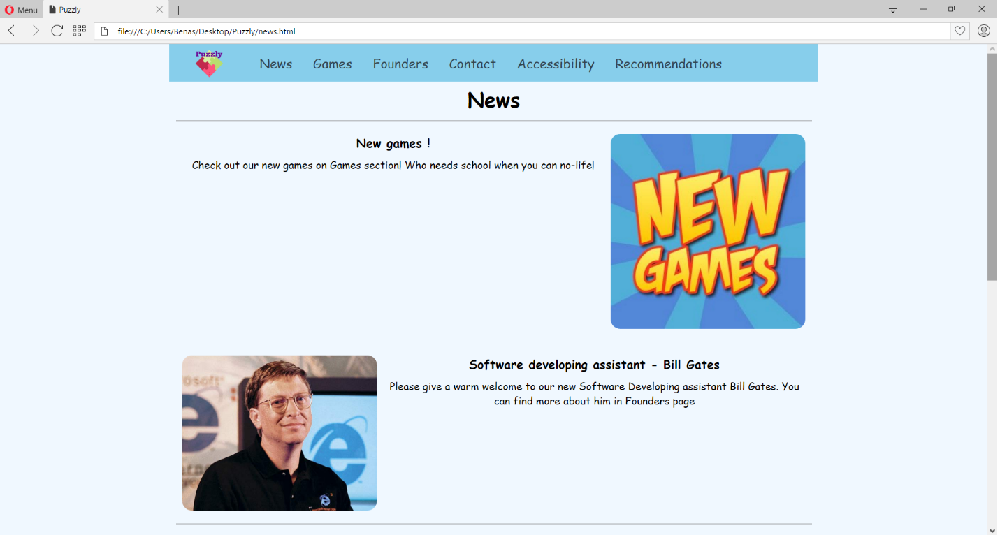 Menu
Puzzly
file:///C:/Users/Benas/Desktop/Puzzly/news.html
Puzzly
News Games Founders Contact Accessibility Recommendations
News
New games !
Check out our new games on Games section! Who needs school when you can no-life!
NEW
GAMES
Software developing assistant - Bill Gates
Please give a warm welcome to our new Software Developing assistant Bill Gates. You
can find more about him in Founders page